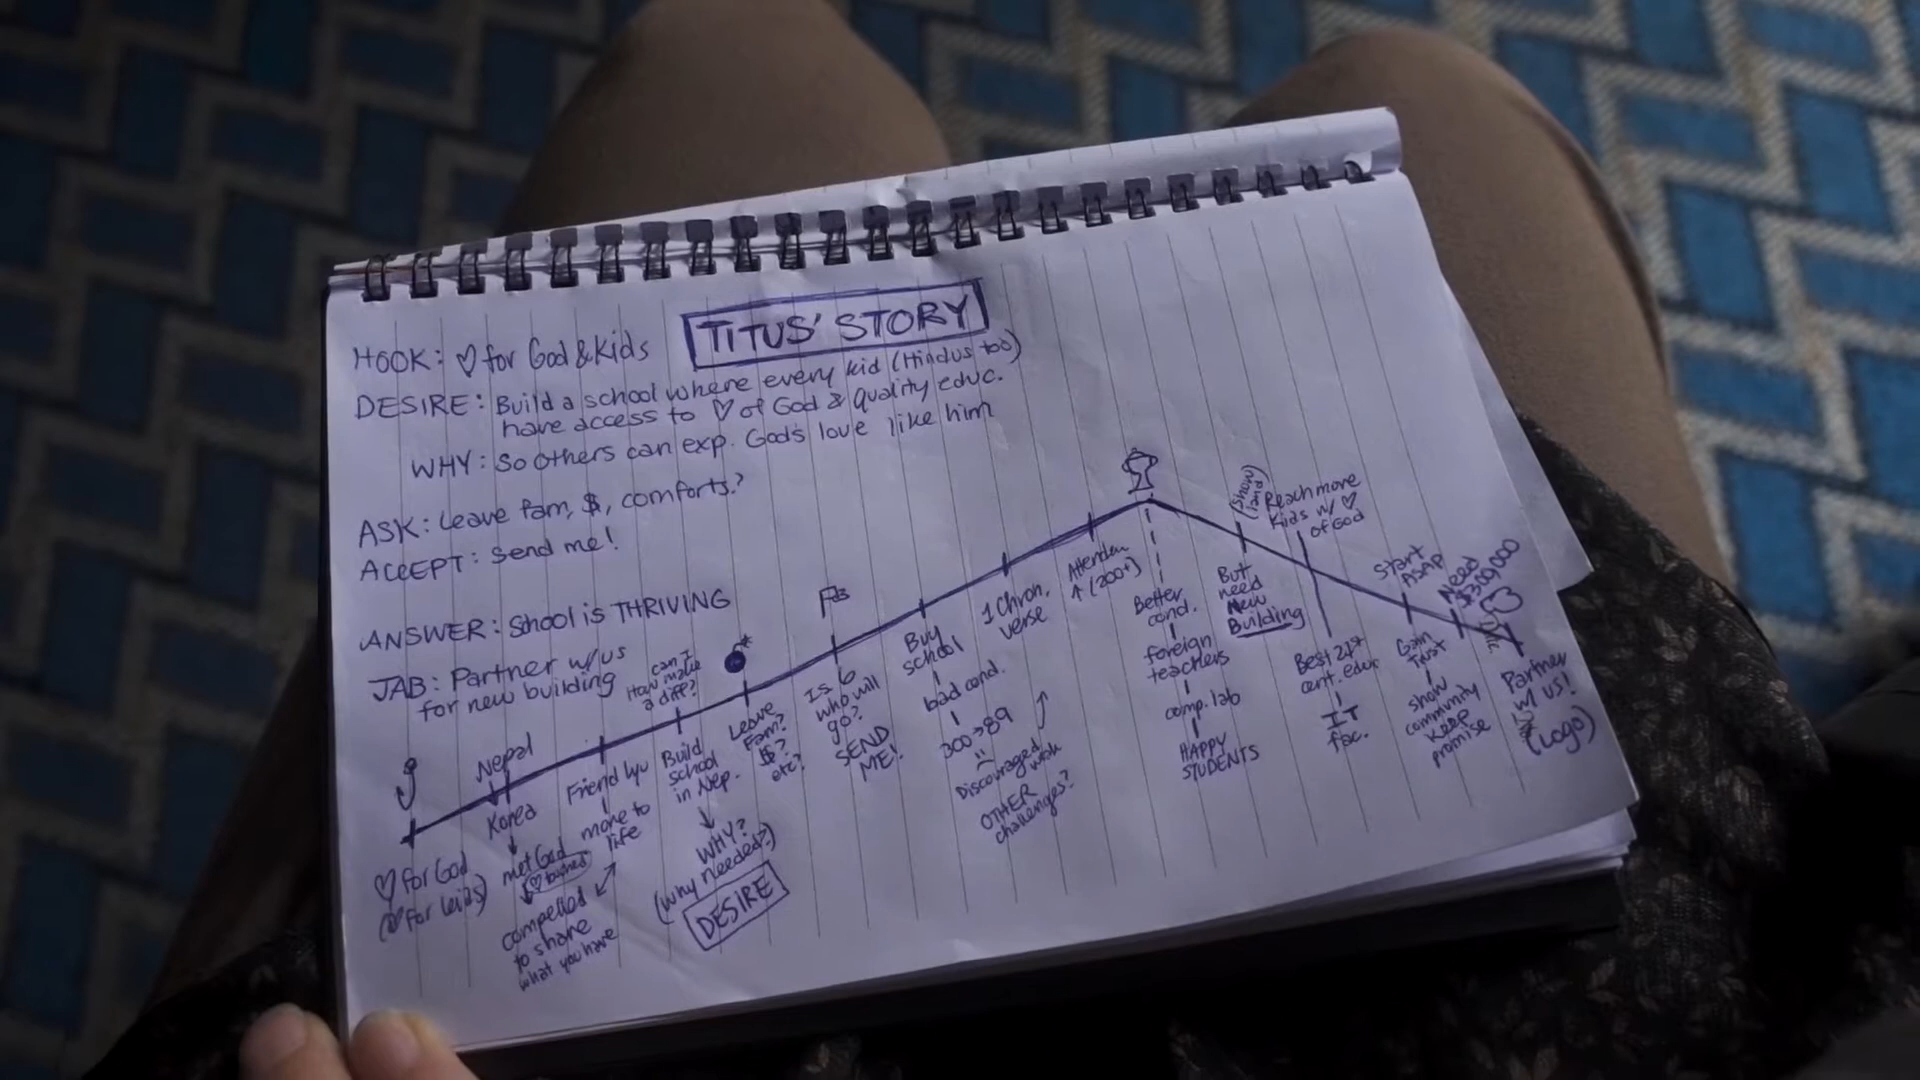 TITUS' STORY
HOOK: ♡ for God & Kids
DESIRE: Build a school where every kid (Hindus too)
have access to ♡ of God & quality educ.
WHY: So others can exp. God's love like him
ASK: Leave fam, $, comforts?
ACCEPT: Send me!
ANSWER: School is THRIVING
JAB: Partner w/us
for new building
♡ for God
(♡ for kids)
Nepal
Korea
met God
compelled
to share
what you have
Friend Lyu
more to
life
can I
How make
a diff?
Build
school
in Nep.
WHY?
(why needed?)
DESIRE
Leave
Fam?
$?
etc?
Is. 6
who will
go?
SEND
ME!
Buy
school
bad cond.
300→89
Discouraged
OTHER
challenges?
1 Chron.
verse
↑ (200+)
Better
cond.
foreign
teachers
comp. lab
HAPPY
STUDENTS
(show
land)
But
need
New
Building
Reach more
Kids w/ ♡
of God
Best 21st
cent. educ
IT
fac.
Start
ASAP
Gain
trust
show
community
keep
promise
Need
$300,000
Partner
w/ us!
(Logo)